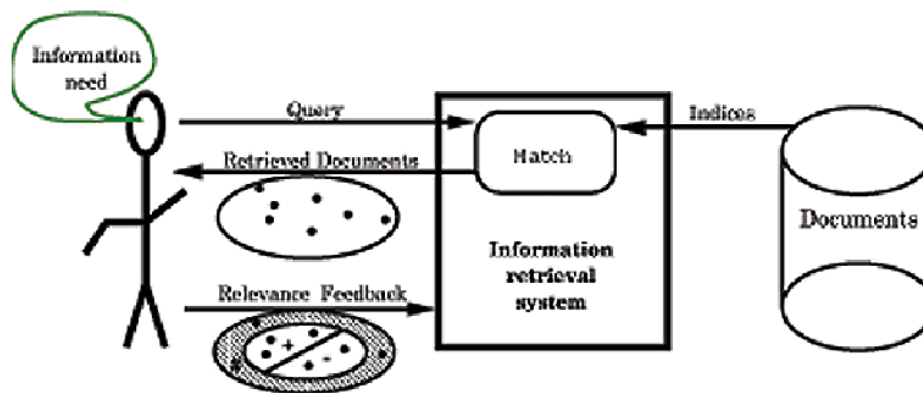 Information
need
Query
Indices
Match
Retrieved Documents
Documents
Information
retrieval
system
Relevance Feedback
+
-